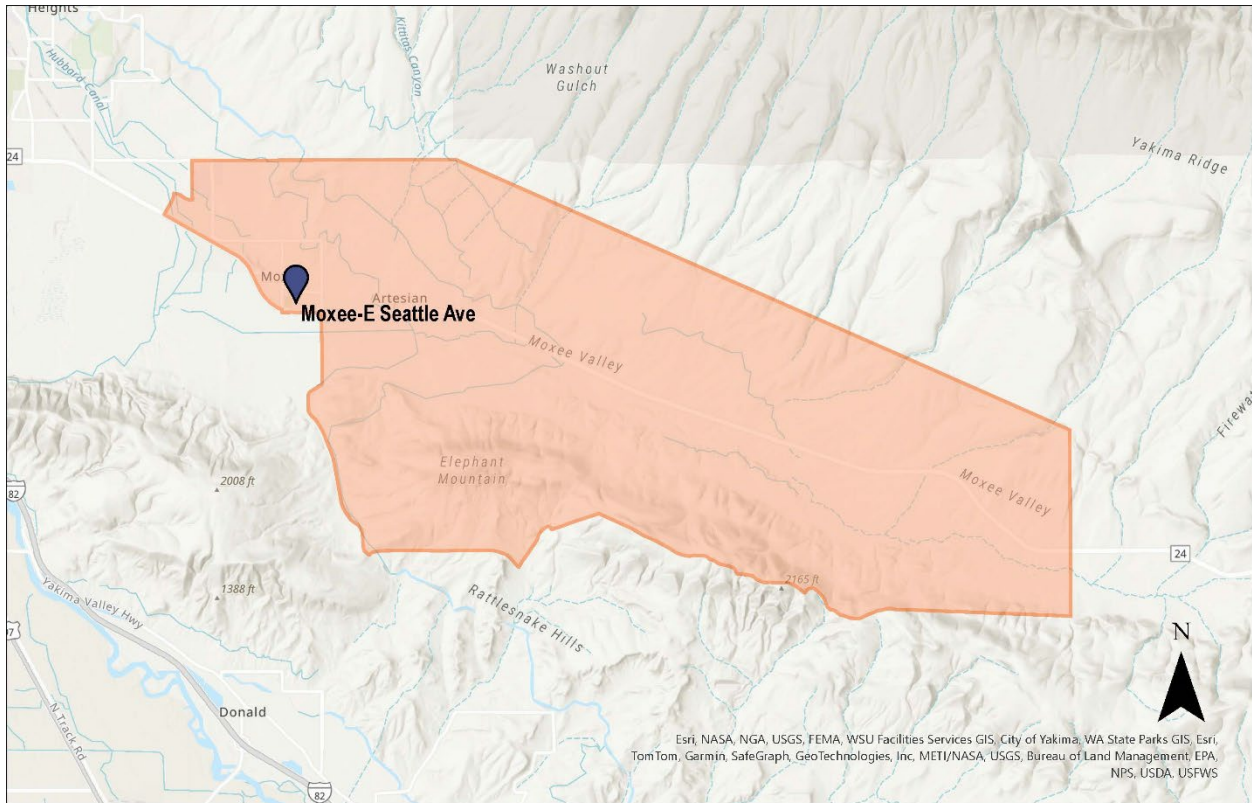 Heights
Hubbard Canal
Kittitas Canyon
Washout
Gulch
24
Yakima Ridge
Moxee-E Seattle Ave
Artesian
Moxee Valley
Elephant
Mountain
2008 ft
82
Moxee Valley
24
1388 ft
2165 ft
Yakima Valley Hwy
Rattlesnake Hills
N Track Rd
Donald
N
82
Esri, NASA, NGA, USGS, FEMA, WSU Facilities Services GIS, City of Yakima, WA State Parks GIS, Esri,
TomTom, Garmin, SafeGraph, GeoTechnologies, Inc, METI/NASA, USGS, Bureau of Land Management, EPA,
NPS, USDA, USFWS